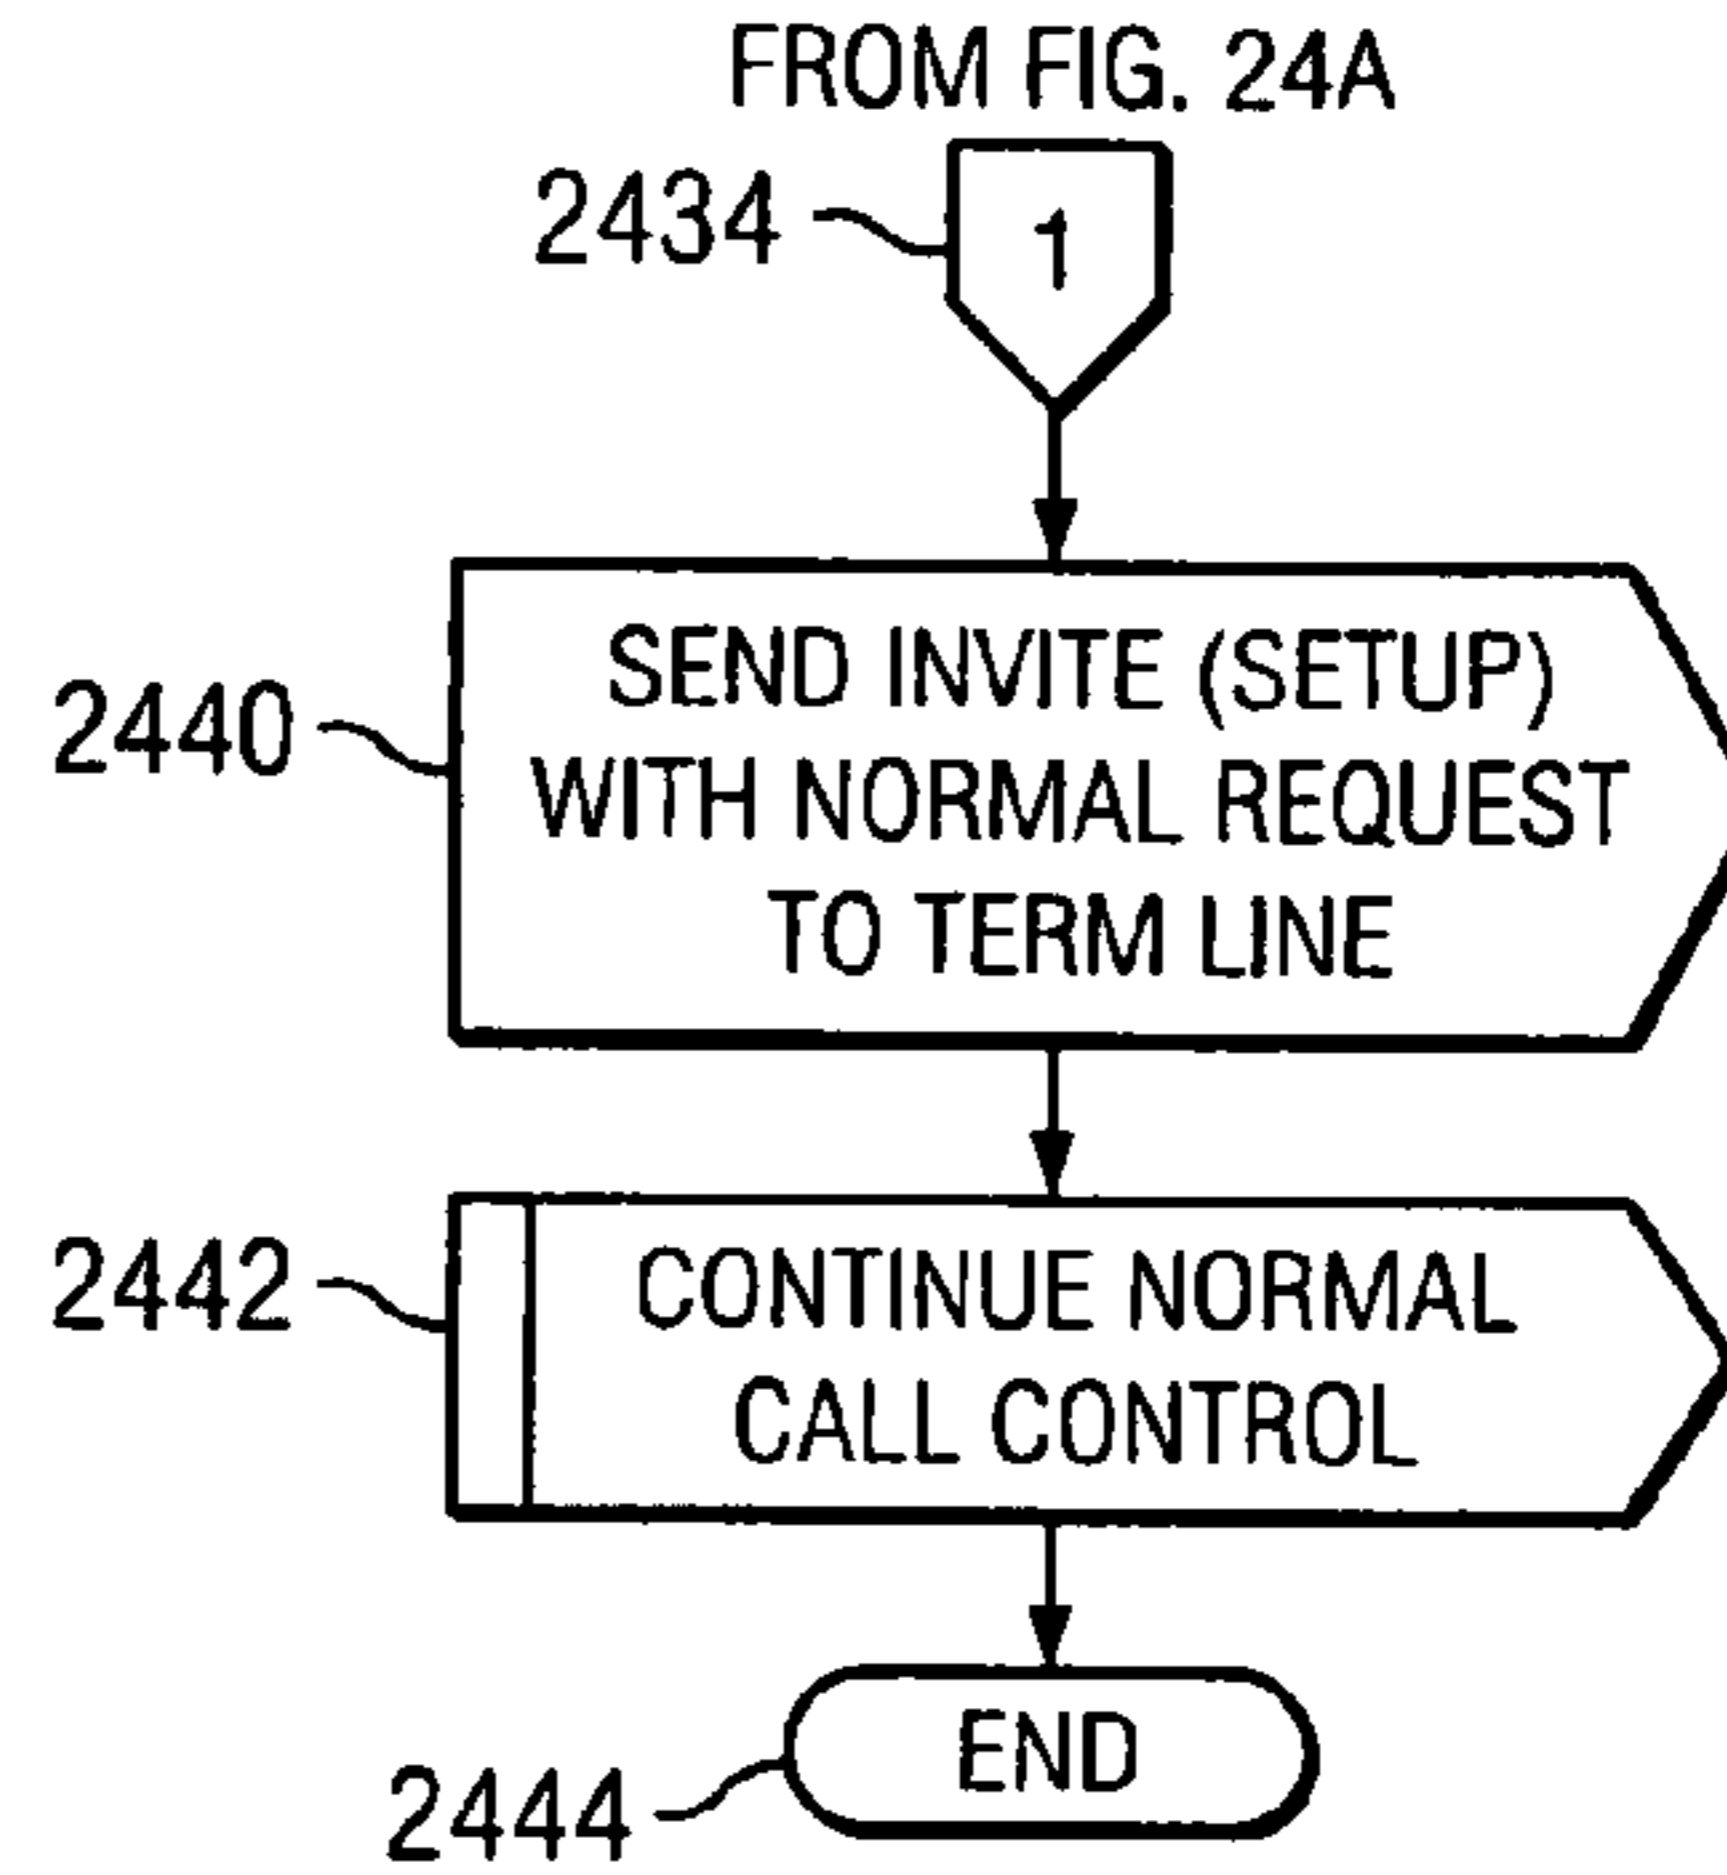 FROM FIG. 24A
2434
1
2440
SEND INVITE (SETUP)
WITH NORMAL REQUEST
TO TERM LINE
2442
CONTINUE NORMAL
CALL CONTROL
END
2444